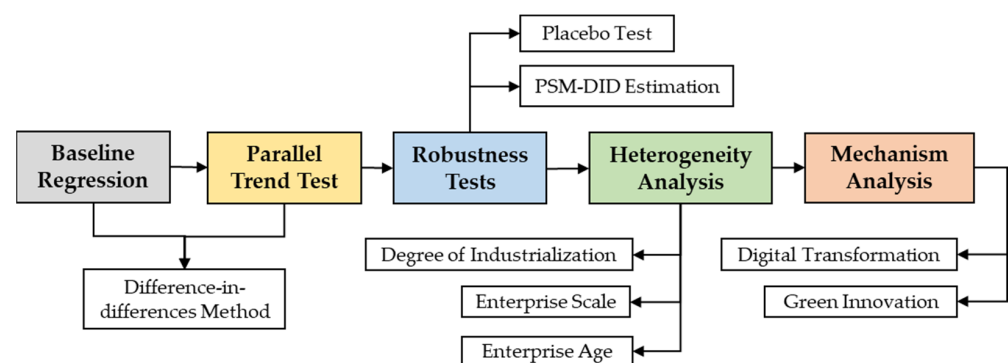 Placebo Test
PSM-DID Estimation
Baseline
Regression
Parallel
Trend Test
Robustness
Tests
Heterogeneity
Analysis
Mechanism
Analysis
Degree of Industrialization
Digital Transformation
Difference-in-
differences Method
Enterprise Scale
Green Innovation
Enterprise Age